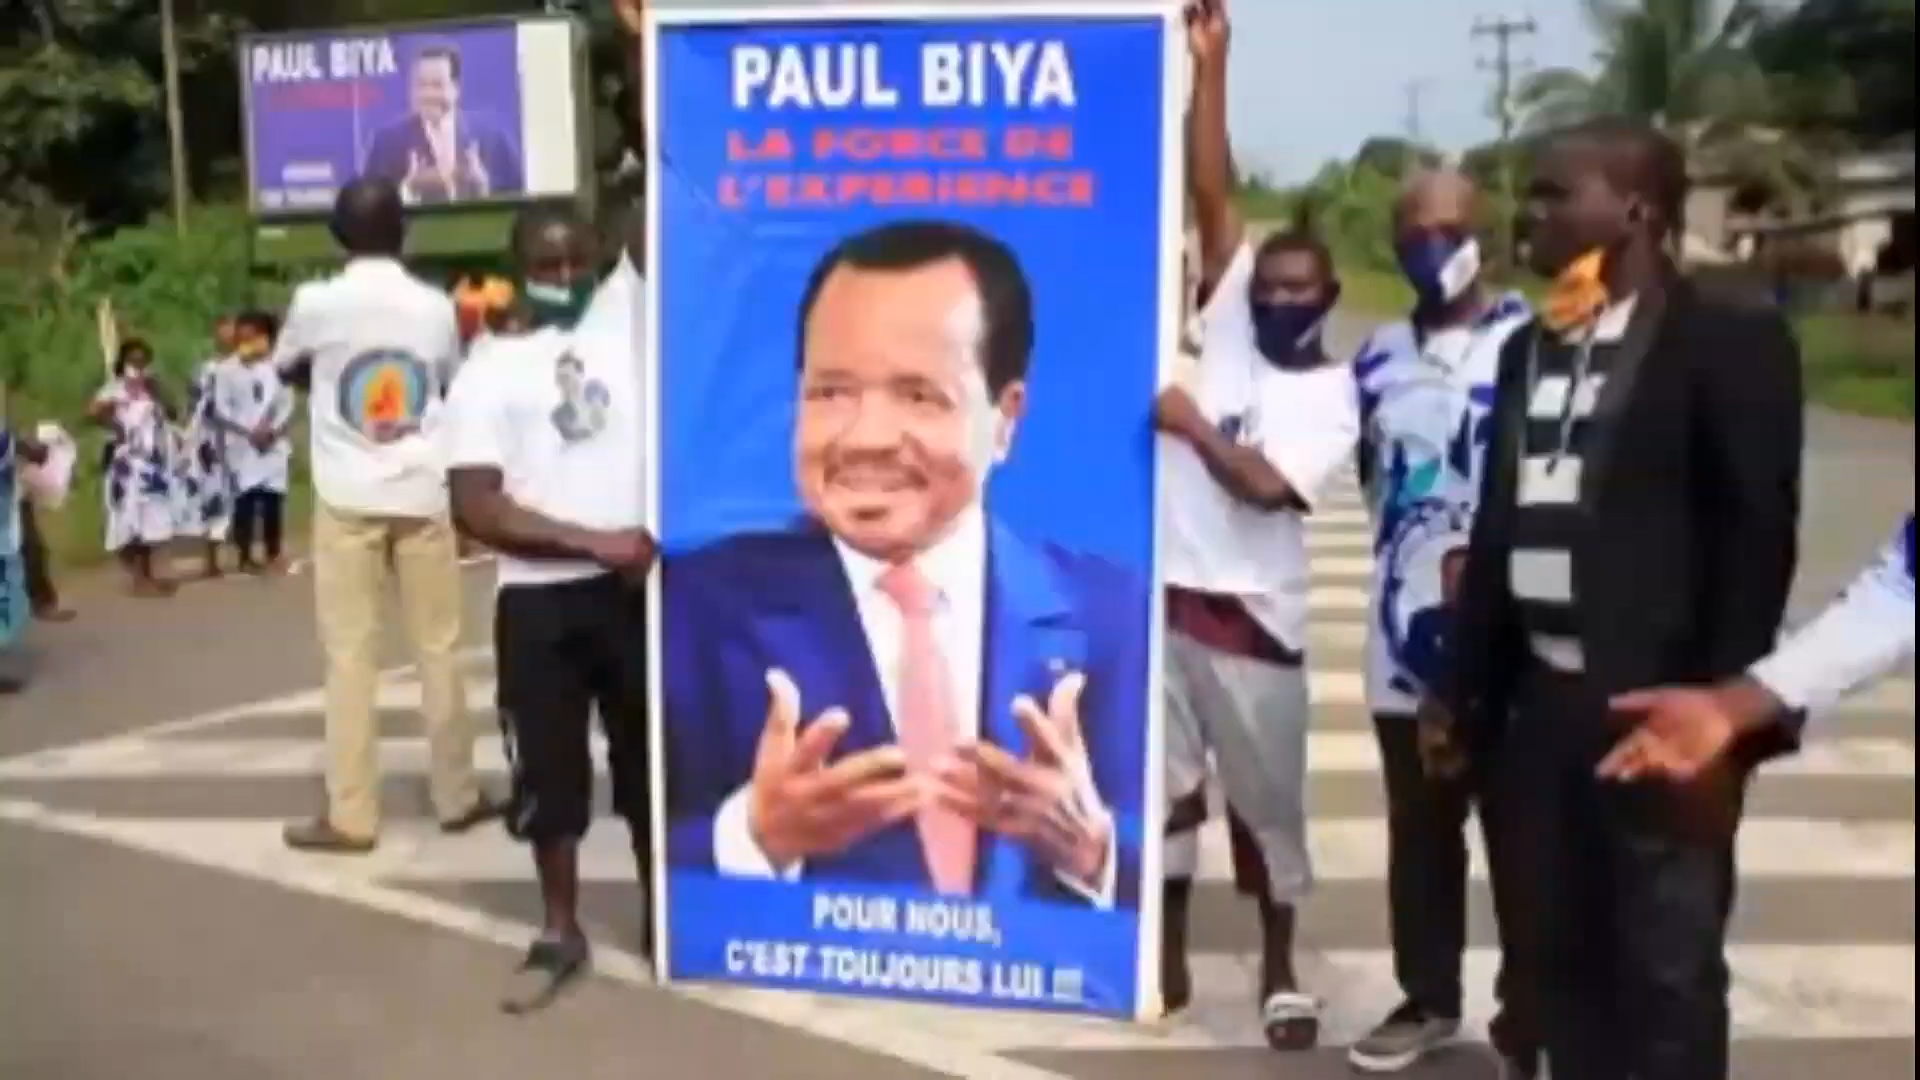 PAUL BIYA
PAUL BIYA
LA FORCE DE
L'EXPERIENCE
POUR NOUS,
C'EST TOUJOURS LUI !!!